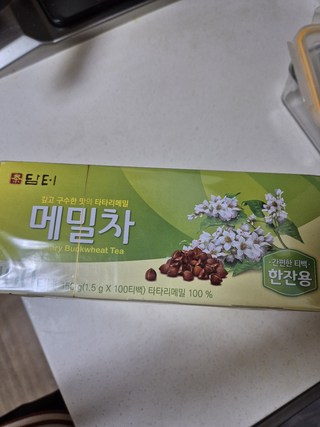 담터
깊고 구수한 맛의 타타리메밀
메밀차
Buckwheat Tea
(1.5 g X 100티백) 타타리메밀 100 %
간편한 티백
한잔용